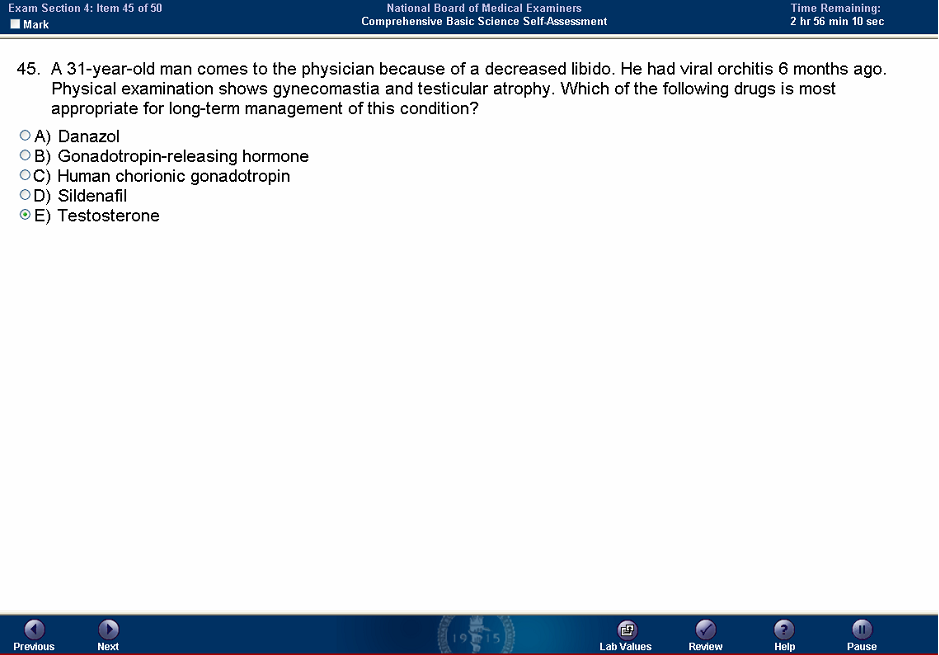 Exam Section 4: Item 45 of 50
National Board of Medical Examiners
Time Remaining:
Mark
Comprehensive Basic Science Self-Assessment
2 hr 56 min 10 sec
45. A 31-year-old man comes to the physician because of a decreased libido. He had viral orchitis 6 months ago.
Physical examination shows gynecomastia and testicular atrophy. Which of the following drugs is most
appropriate for long-term management of this condition?
A) Danazol
B) Gonadotropin-releasing hormone
C) Human chorionic gonadotropin
D) Sildenafil
E) Testosterone
1915
Previous
Next
Lab Values
Review
Help
Pause